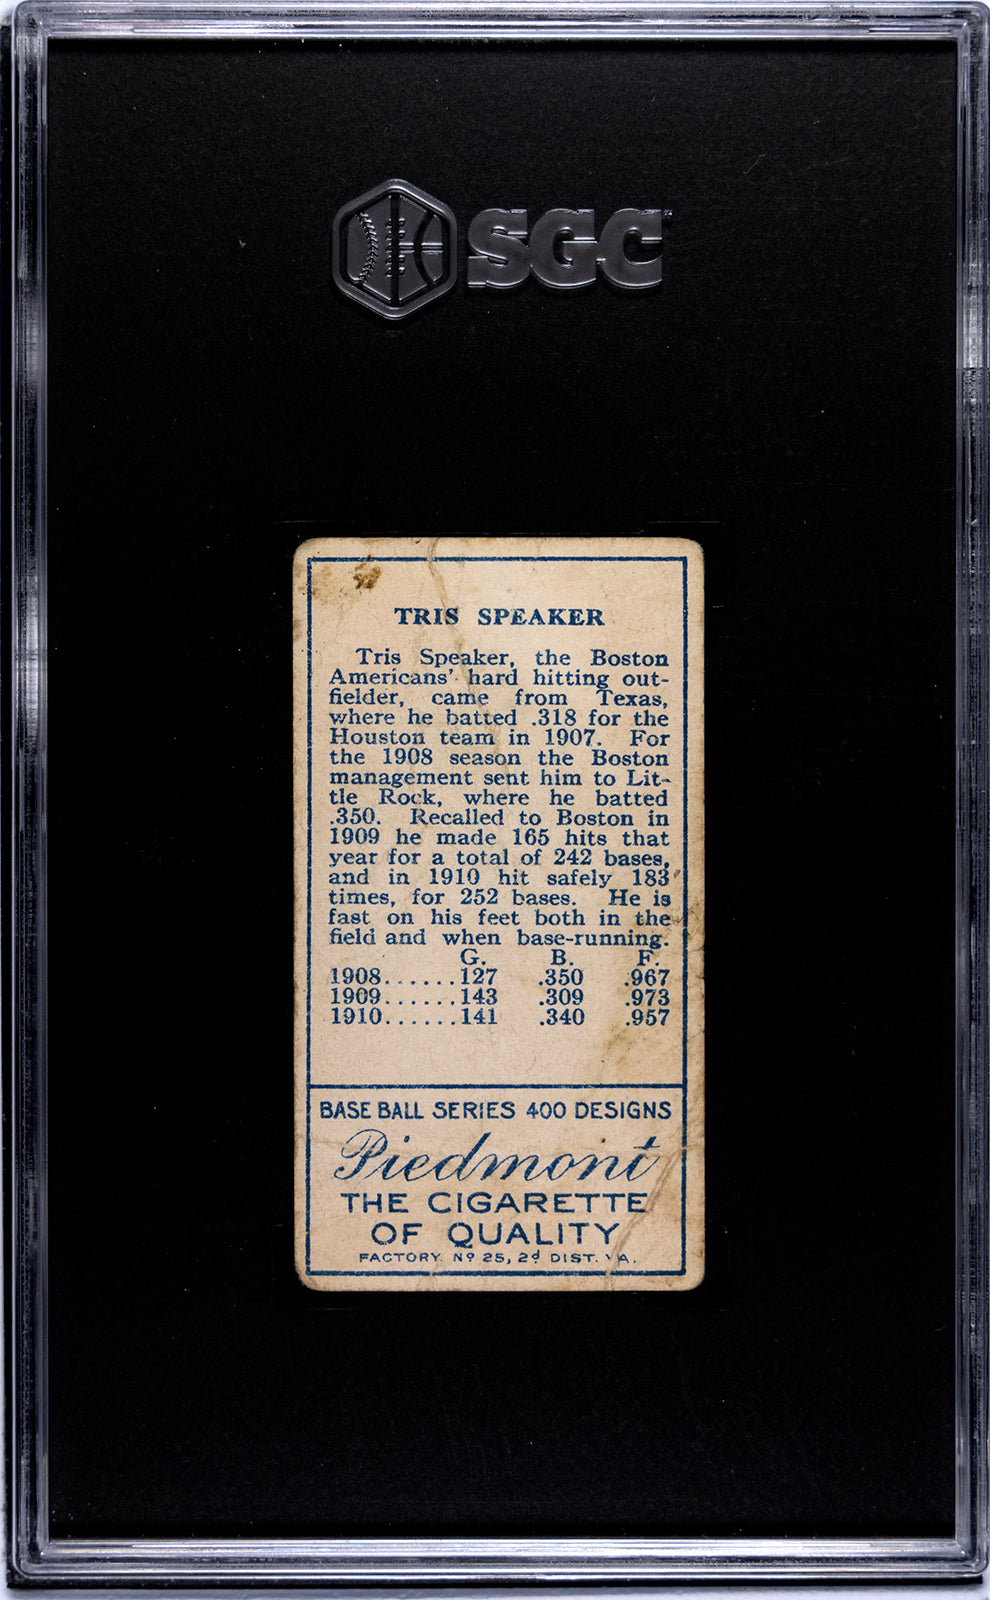 SGC
TRIS SPEAKER
Tris Speaker, the Boston
Americans' hard hitting out-
fielder, came from Texas,
where he batted .318 for the
Houston team in 1907. For
the 1908 season the Boston
management sent him to Lit-
tle Rock, where he batted
.350. Recalled to Boston in
1909 he made 165 hits that
year for a total of 242 bases,
and in 1910 hit safely 183
times, for 252 bases. He is
fast on his feet both in the
field and when base-running.
G. B. F.
1908......127 .350 .967
1909......143 .309 .973
1910......141 .340 .957
BASE BALL SERIES 400 DESIGNS
Piedmont
THE CIGARETTE
OF QUALITY
FACTORY Nº 25, 2d DIST. VA.